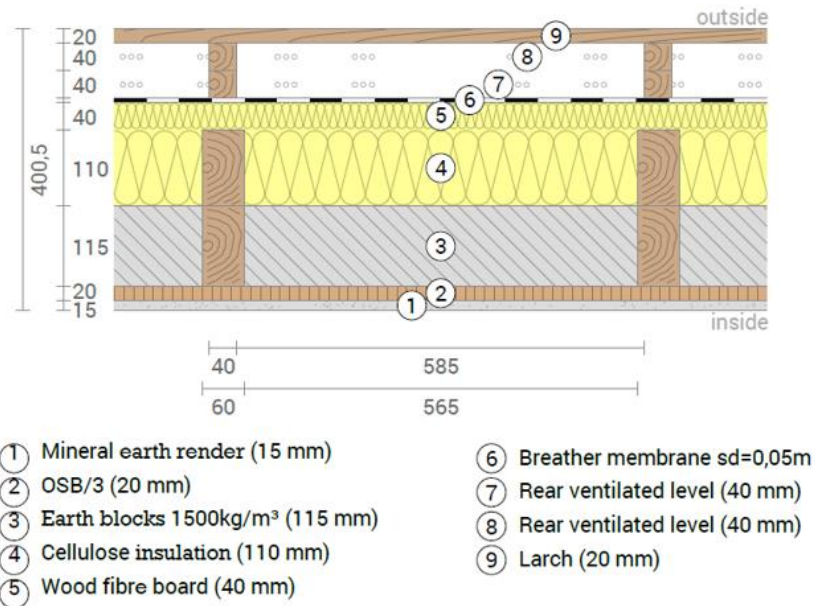 outside
20
40
40
40
110
115
20
15
400,5
9
8
7
6
5
4
3
2
1
inside
40 585
60 565
1 Mineral earth render (15 mm)
2 OSB/3 (20 mm)
3 Earth blocks 1500kg/m³ (115 mm)
4 Cellulose insulation (110 mm)
5 Wood fibre board (40 mm)
6 Breather membrane sd=0,05m
7 Rear ventilated level (40 mm)
8 Rear ventilated level (40 mm)
9 Larch (20 mm)